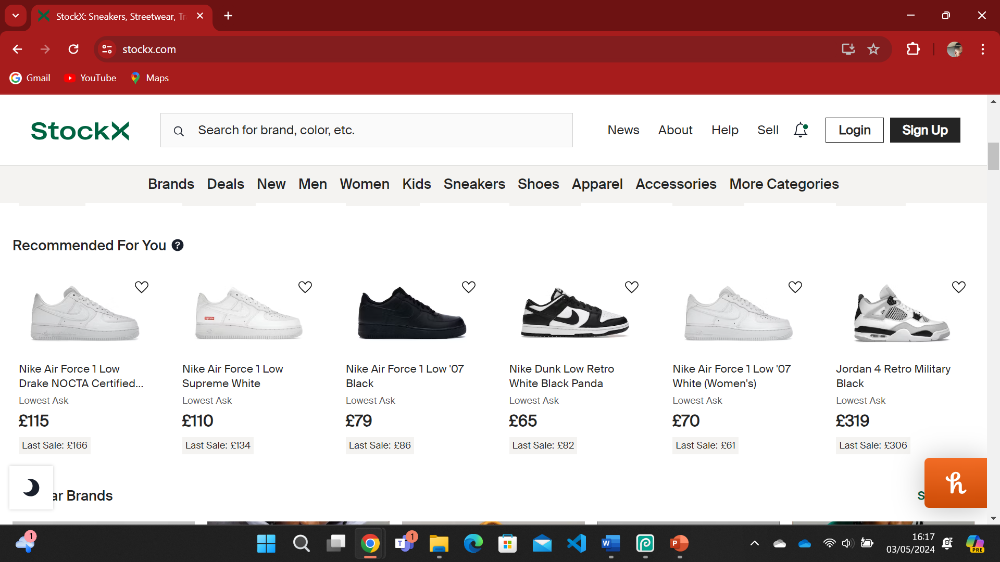 StockX: Sneakers, Streetwear, Tr
stockx.com
Gmail YouTube Maps
StockX
Search for brand, color, etc.
News About Help Sell Login Sign Up
Brands Deals New Men Women Kids Sneakers Shoes Apparel Accessories More Categories
Recommended For You ?
Supreme
Nike Air Force 1 Low
Drake NOCTA Certified...
Lowest Ask
£115
Last Sale: £166
Nike Air Force 1 Low
Supreme White
Lowest Ask
£110
Last Sale: £134
Nike Air Force 1 Low '07
Black
Lowest Ask
£79
Last Sale: £86
Nike Dunk Low Retro
White Black Panda
Lowest Ask
£65
Last Sale: £82
Nike Air Force 1 Low '07
White (Women's)
Lowest Ask
£70
Last Sale: £61
Jordan 4 Retro Military
Black
Lowest Ask
£319
Last Sale: £306
ar Brands
S
h
1
T 1
W
P
16:17
03/05/2024
PRE